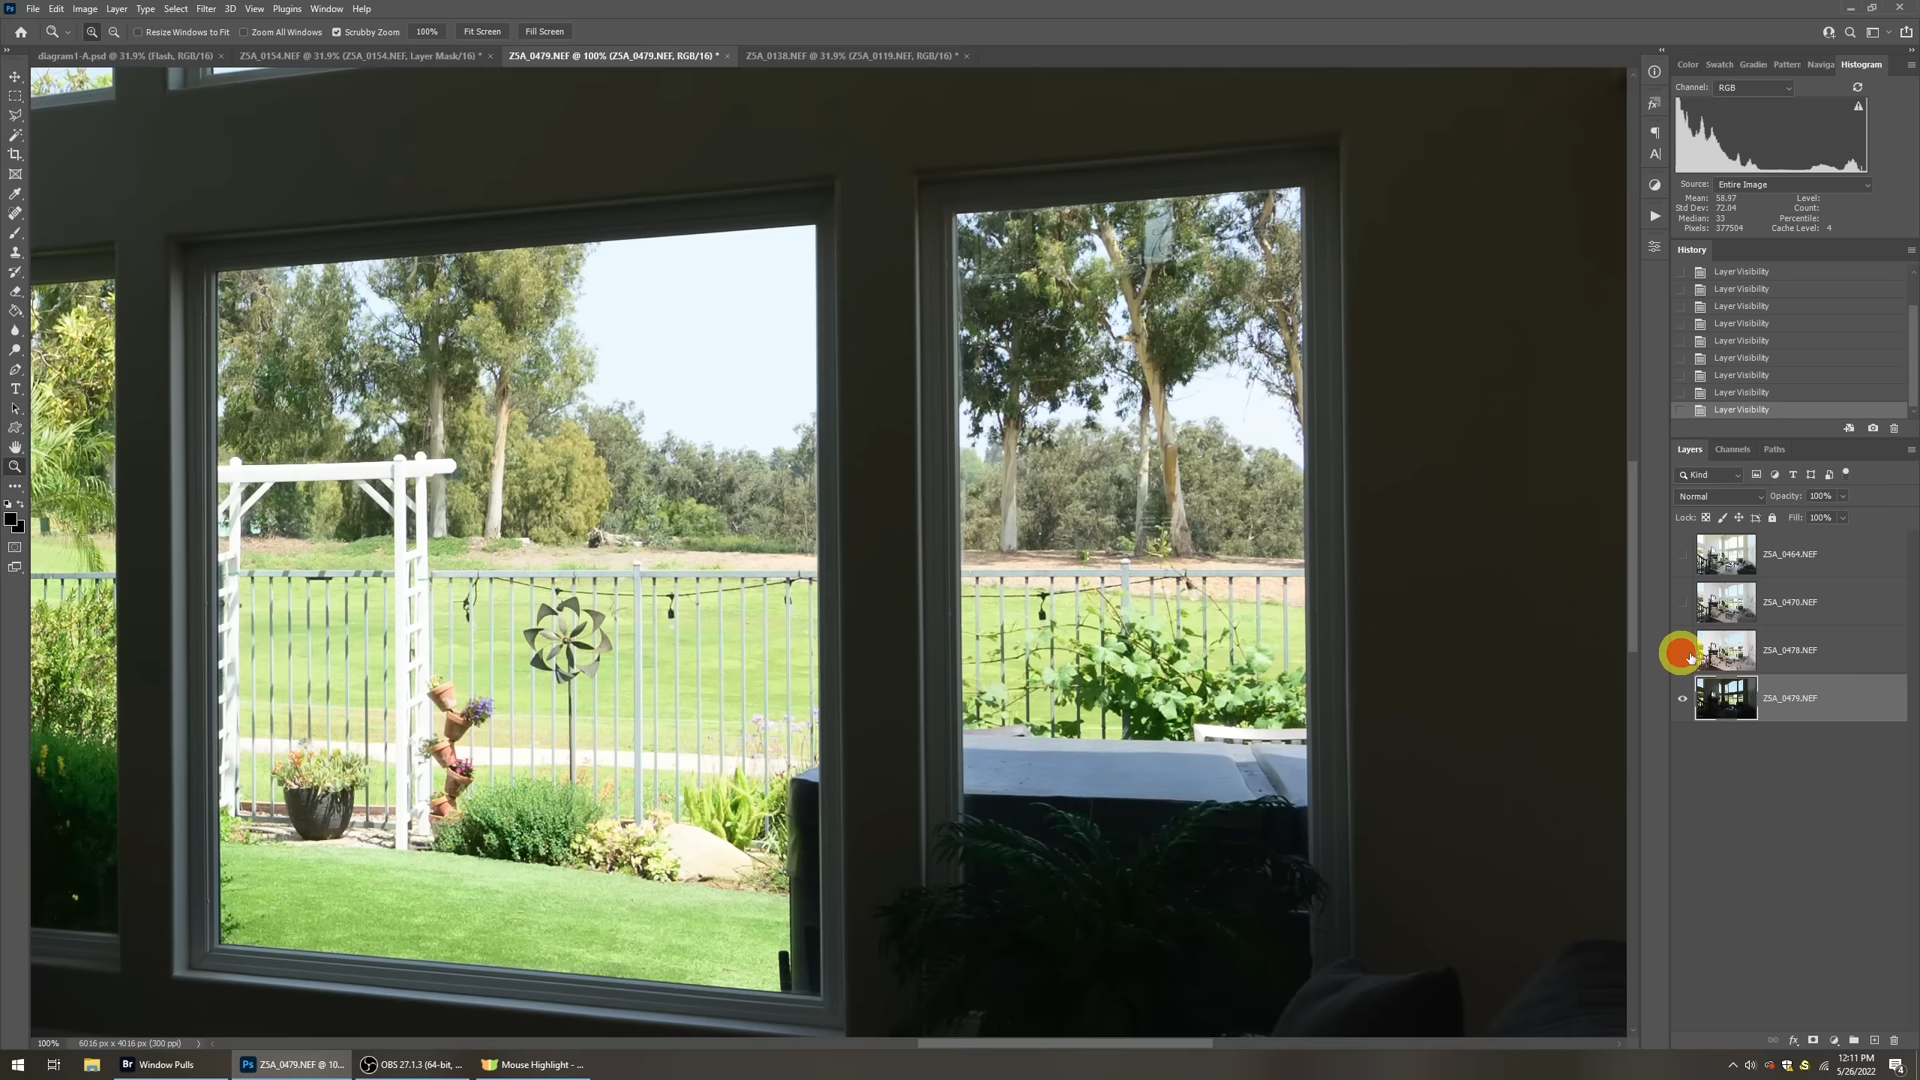 File Edit Image Layer Type Select Filter 3D View Plugins Window Help
Resize Windows to Fit Zoom All Windows Scrubby Zoom 100% Fit Screen Fill Screen
diagram1-A.psd @ 31.9% (Flash, RGB/16) × Z5A_0154.NEF @ 31.9% (Z5A_0154.NEF, Layer Mask/16) * × Z5A_0479.NEF @ 100% (Z5A_0479.NEF, RGB/16) * × Z5A_0138.NEF @ 31.9% (Z5A_0119.NEF, RGB/16) * ×
Color Swatch Gradie Pattern Naviga Histogram
Channel: RGB
Source: Entire Image
Mean: 58.97 Level:
Std Dev: 72.04 Count:
Median: 33 Percentile:
Pixels: 377504 Cache Level: 4
History
Layer Visibility
Layer Visibility
Layer Visibility
Layer Visibility
Layer Visibility
Layer Visibility
Layer Visibility
Layer Visibility
Layer Visibility
Layers Channels Paths
Kind
Normal Opacity: 100%
Lock: Fill: 100%
Z5A_0464.NEF
Z5A_0470.NEF
Z5A_0478.NEF
Z5A_0479.NEF
100% 6016 px x 4016 px (300 ppi)
Br Window Pulls Ps Z5A_0479.NEF @ 10... OBS 27.1.3 (64-bit, ... Mouse Highlight - ...
12:11 PM
5/26/2022